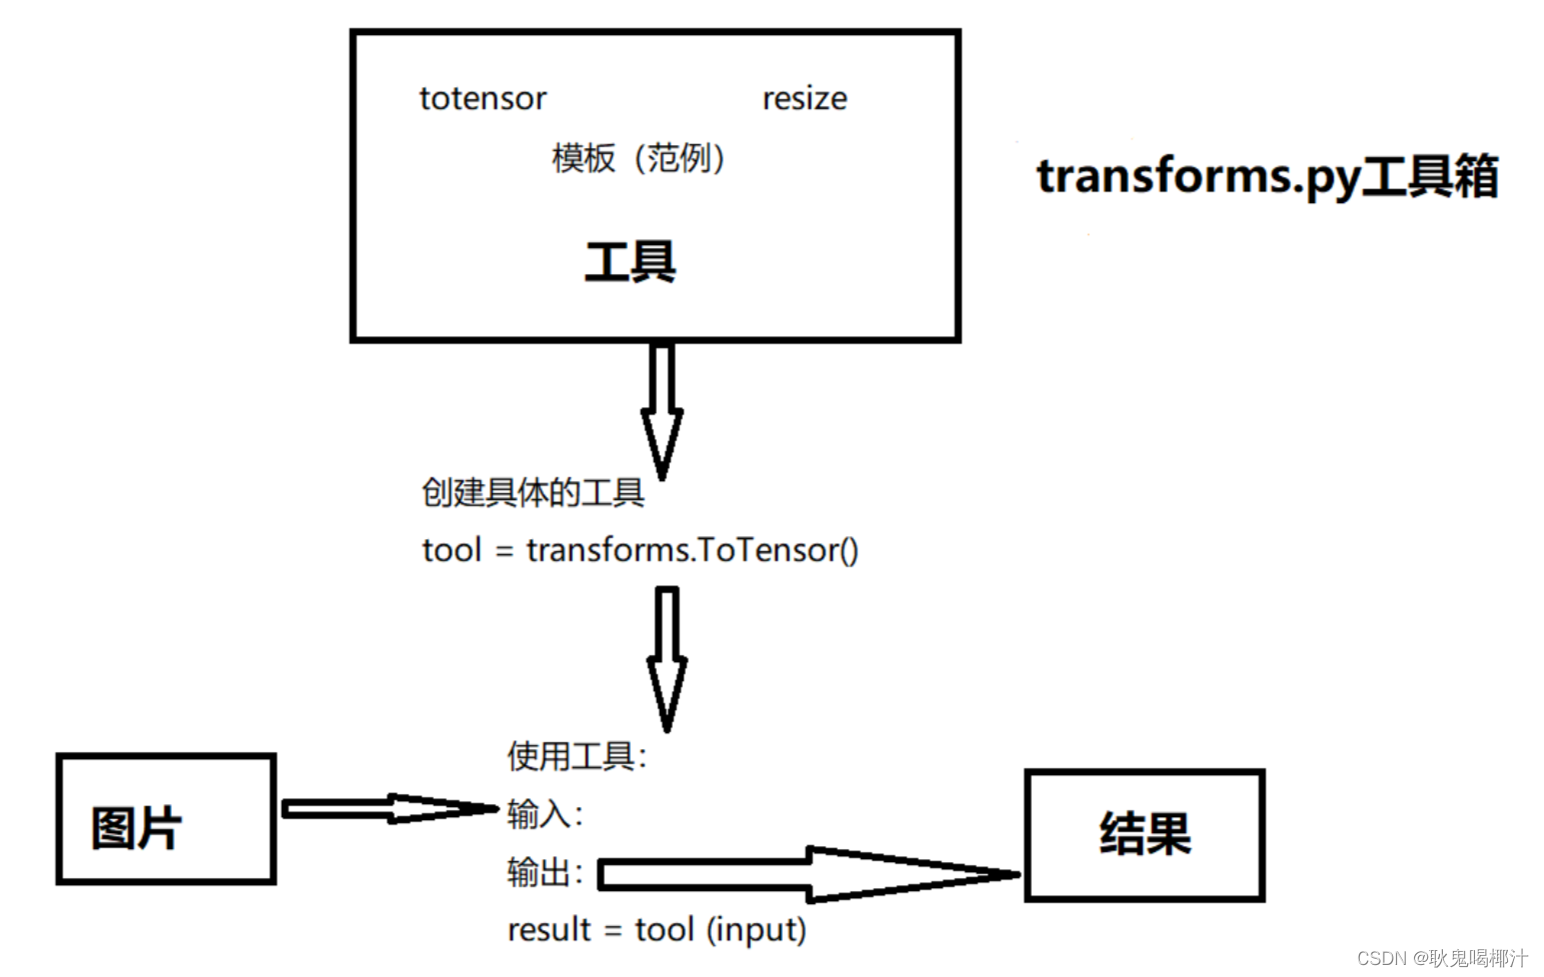 totensor resize
模板（范例）
transforms.py工具箱
工具
创建具体的工具
tool = transforms.ToTensor()
使用工具：
图片
输入：
输出：
结果
result = tool (input)
CSDN @耿鬼喝椰汁